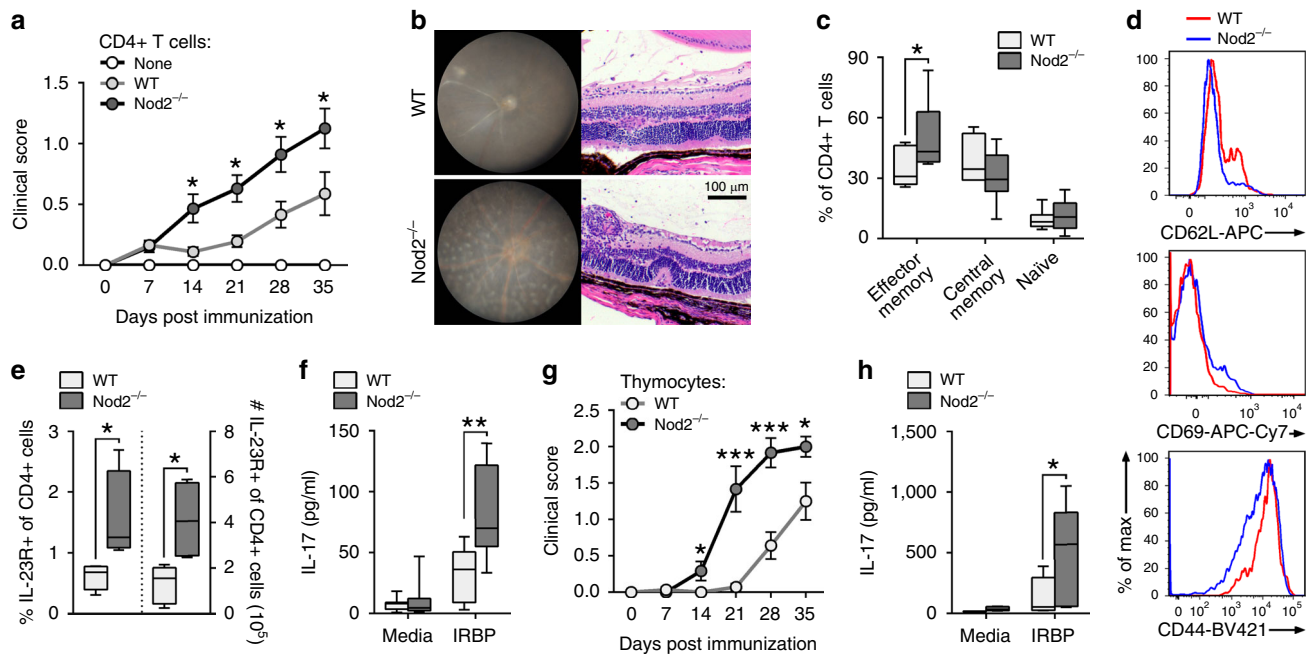 a
CD4+ T cells:
None
WT
Nod2−/−
Clinical score
1.5
1.0
0.5
0.0
* * * * *
0 7 14 21 28 35
Days post immunization
b
WT
Nod2−/−
100 μm
c
WT
Nod2−/−
% of CD4+ T cells
90
60
30
0
*
Effector memory
Central memory
Naïve
d
WT
Nod2−/−
100
80
60
40
20
0
0 10³ 10⁴
CD62L-APC
100
80
60
40
20
0
0 10³ 10⁴
CD69-APC-Cy7
100
80
60
40
20
0
0 10² 10³ 10⁴ 10⁵
CD44-BV421
% of max
e
WT
Nod2−/−
% IL-23R+ of CD4+ cells
3
2
1
0
* *
8
6
4
2
0
# IL-23R+ of CD4+ cells (10⁵)
f
WT
Nod2−/−
IL-17 (pg/ml)
150
100
50
0
**
Media IRBP
g
Thymocytes:
WT
Nod2−/−
Clinical score
2.5
2.0
1.5
1.0
0.5
0.0
* *** *** *
0 7 14 21 28 35
Days post immunization
h
WT
Nod2−/−
IL-17 (pg/ml)
1,500
1,000
500
0
*
Media IRBP